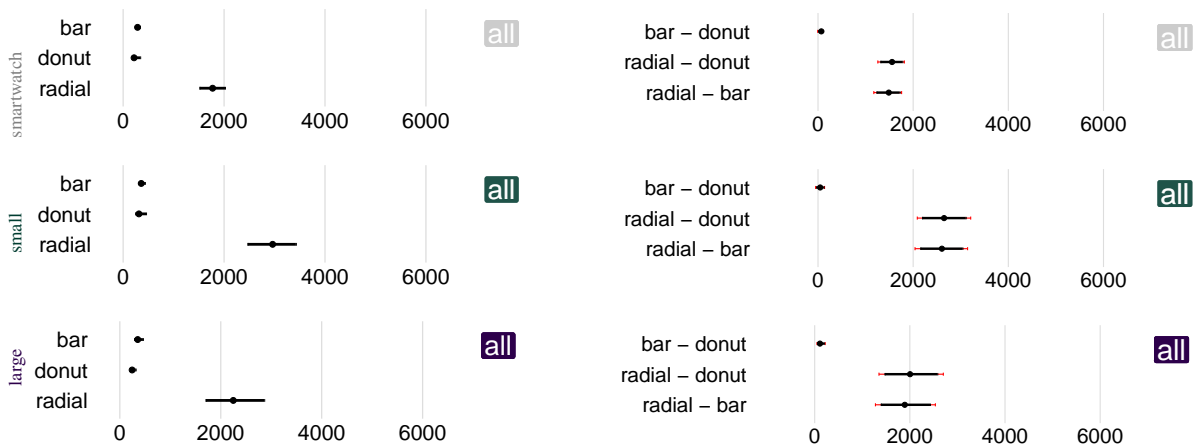 smartwatch
bar
donut
radial
0 2000 4000 6000
all
bar – donut
radial – donut
radial – bar
0 2000 4000 6000
all
small
bar
donut
radial
0 2000 4000 6000
all
bar – donut
radial – donut
radial – bar
0 2000 4000 6000
all
large
bar
donut
radial
0 2000 4000 6000
all
bar – donut
radial – donut
radial – bar
0 2000 4000 6000
all